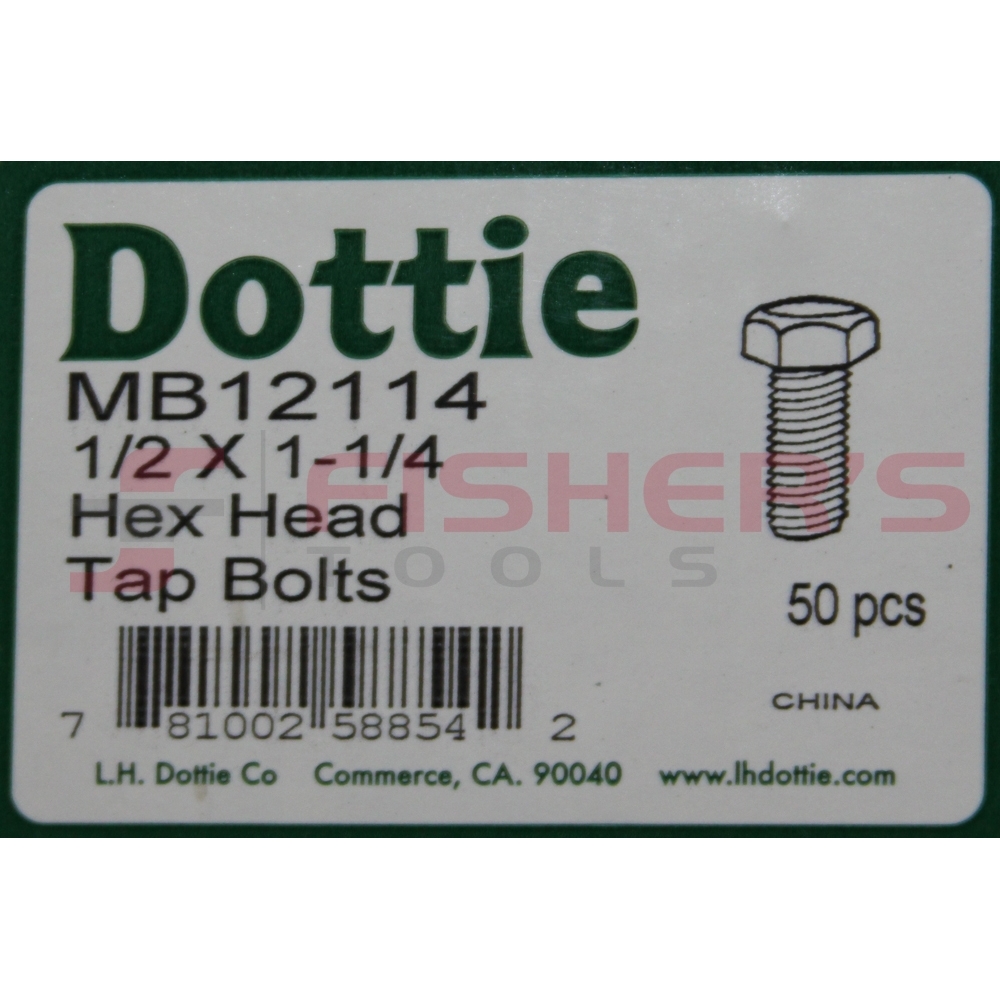 Dottie
MB12114
1/2 X 1-1/4
Hex Head
Tap Bolts
50 pcs
CHINA
7 81002 58854 2
L.H. Dottie Co Commerce, CA. 90040 www.lhdottie.com
FISHER'S
TOOLS